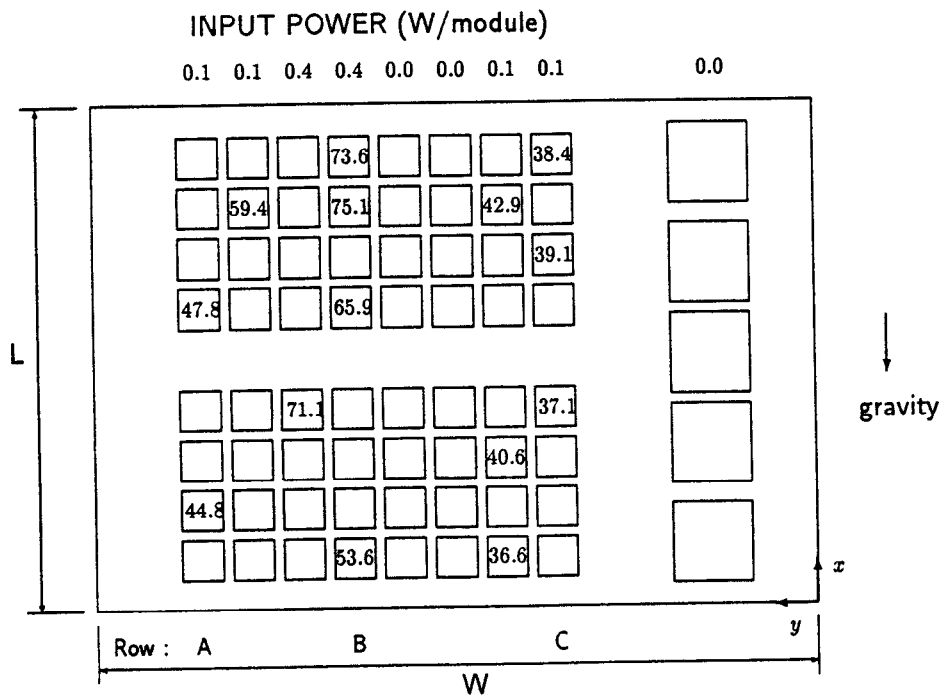 INPUT POWER (W/module)
0.1 0.1 0.4 0.4 0.0 0.0 0.1 0.1 0.0
73.6 38.4
59.4 75.1 42.9
39.1
47.8 65.9
L
gravity
71.1 37.1
40.6
44.8
53.6 36.6
x
y
Row : A B C
W